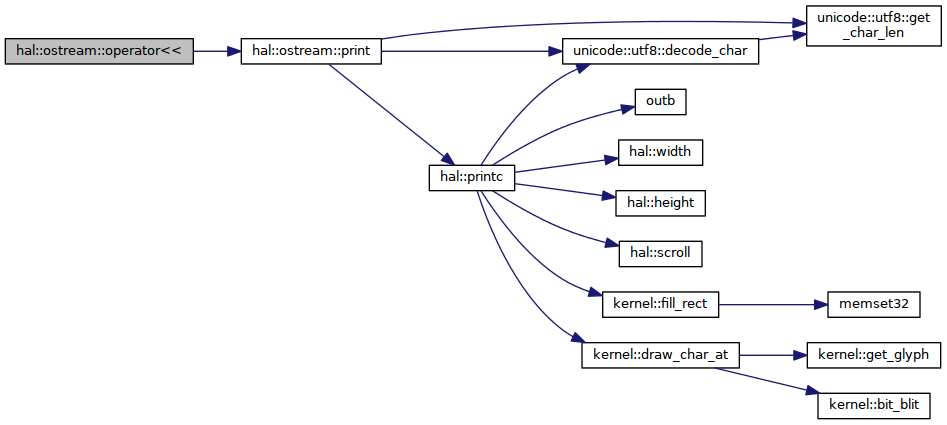 hal::ostream::operator<<
hal::ostream::print
unicode::utf8::get
_char_len
unicode::utf8::decode_char
outb
hal::width
hal::printc
hal::height
hal::scroll
kernel::fill_rect
memset32
kernel::draw_char_at
kernel::get_glyph
kernel::bit_blit